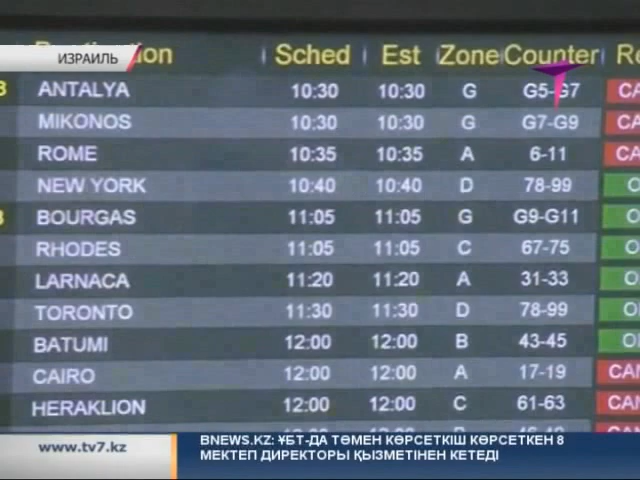 ИЗРАИЛЬ
Sched Est Zone Counter
ANTALYA 10:30 10:30 G G5-G7
MIKONOS 10:30 10:30 G G7-G9
ROME 10:35 10:35 A 6-11
NEW YORK 10:40 10:40 D 78-99
BOURGAS 11:05 11:05 G G9-G11
RHODES 11:05 11:05 C 67-75
LARNACA 11:20 11:20 A 31-33
TORONTO 11:30 11:30 D 78-99
BATUMI 12:00 12:00 B 43-45
CAIRO 12:00 12:00 A 17-19
HERAKLION 12:00 12:00 C 61-63
www.tv7.kz
BNEWS.KZ: ҰБТ-ДА ТӨМЕН КӨРСЕТКІШ КӨРСЕТКЕН 8
МЕКТЕП ДИРЕКТОРЫ ҚЫЗМЕТІНЕН КЕТЕДІ